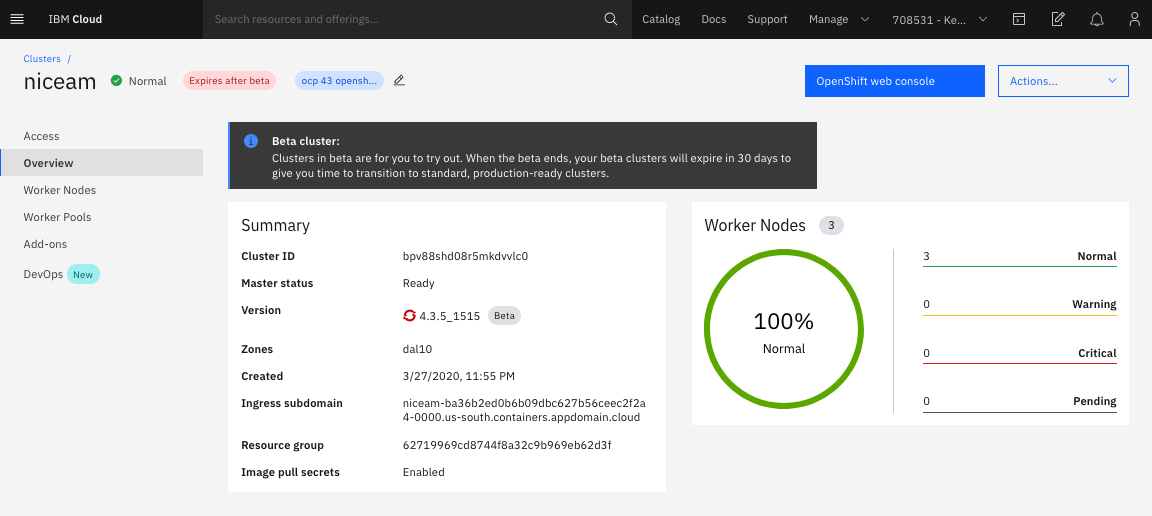 IBM Cloud
Search resources and offerings...
Catalog
Docs
Support
Manage
708531 - Ke...
Clusters /
niceam
Normal
Expires after beta
ocp 43 opensh...
OpenShift web console
Actions...
Access
Overview
Worker Nodes
Worker Pools
Add-ons
DevOps New
Beta cluster:
Clusters in beta are for you to try out. When the beta ends, your beta clusters will expire in 30 days to
give you time to transition to standard, production-ready clusters.
Summary
Cluster ID bpv88shd08r5mkdvvlc0
Master status Ready
Version 4.3.5_1515 Beta
Zones dal10
Created 3/27/2020, 11:55 PM
Ingress subdomain niceam-ba36b2ed0b6b09dbc627b56ceec2f2a
4-0000.us-south.containers.appdomain.cloud
Resource group 62719969cd8744f8a32c9b969eb62d3f
Image pull secrets Enabled
Worker Nodes 3
100%
Normal
3 Normal
0 Warning
0 Critical
0 Pending